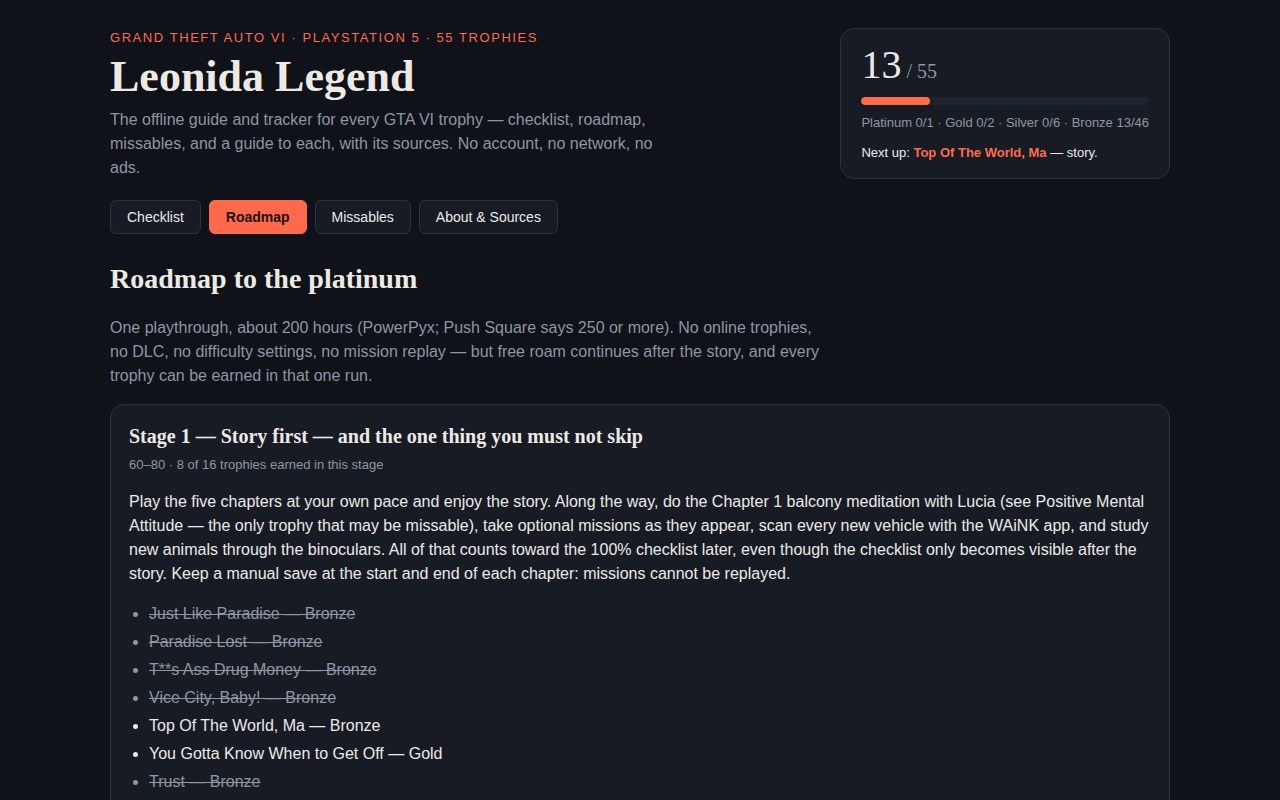 GRAND THEFT AUTO VI · PLAYSTATION 5 · 55 TROPHIES
Leonida Legend
The offline guide and tracker for every GTA VI trophy — checklist, roadmap,
missables, and a guide to each, with its sources. No account, no network, no
ads.
13 / 55
Platinum 0/1 · Gold 0/2 · Silver 0/6 · Bronze 13/46
Next up: Top Of The World, Ma — story.
Checklist
Roadmap
Missables
About & Sources
Roadmap to the platinum
One playthrough, about 200 hours (PowerPyx; Push Square says 250 or more). No online trophies,
no DLC, no difficulty settings, no mission replay — but free roam continues after the story, and every
trophy can be earned in that one run.
Stage 1 — Story first — and the one thing you must not skip
60–80 · 8 of 16 trophies earned in this stage
Play the five chapters at your own pace and enjoy the story. Along the way, do the Chapter 1 balcony meditation with Lucia (see Positive Mental
Attitude — the only trophy that may be missable), take optional missions as they appear, scan every new vehicle with the WAiNK app, and study
new animals through the binoculars. All of that counts toward the 100% checklist later, even though the checklist only becomes visible after the
story. Keep a manual save at the start and end of each chapter: missions cannot be replayed.
• Just Like Paradise — Bronze
• Paradise Lost — Bronze
• T**s Ass Drug Money — Bronze
• Vice City, Baby! — Bronze
• Top Of The World, Ma — Bronze
• You Gotta Know When to Get Off — Gold
• Trust — Bronze